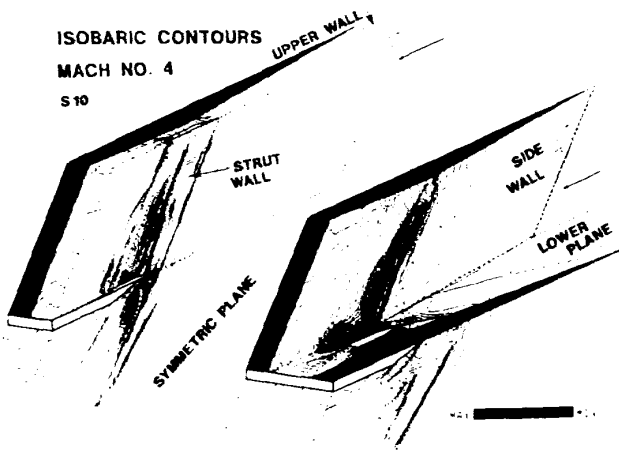 ISOBARIC CONTOURS
MACH NO. 4
S 10
UPPER WALL
STRUT
WALL
SYMMETRIC PLANE
SIDE
WALL
LOWER
PLANE